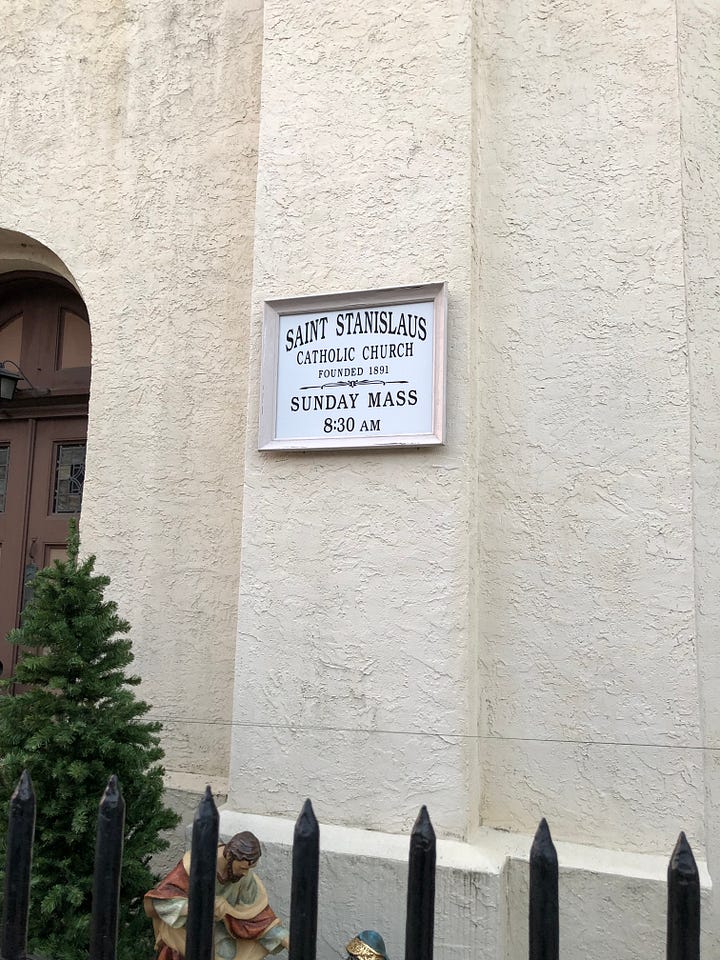 SAINT STANISLAUS
CATHOLIC CHURCH
FOUNDED 1891
SUNDAY MASS
8:30 AM